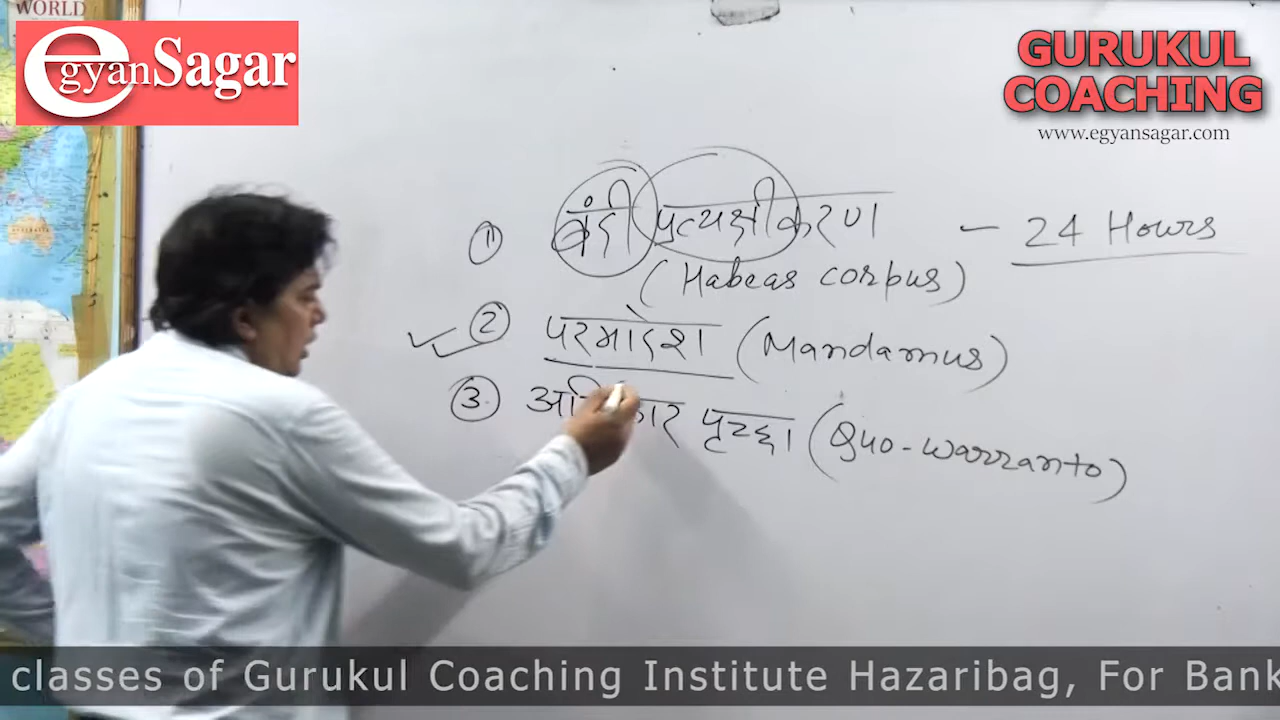 WORLD
egyanSagar
GURUKUL
COACHING
www.egyansagar.com
① बंदी प्रत्यक्षीकरण – 24 Hours
(Habeas corpus)
② परमादेश (Mandamus)
③ पृच्छा (Quo-warranto)
classes of Gurukul Coaching Institute Hazaribag, For Bank